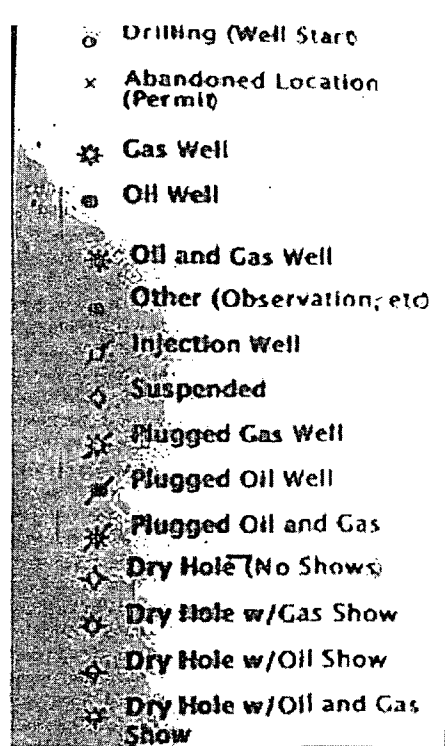 Drilling (Well Start)
Abandoned Location
(Permit)
Gas Well
Oil Well
Oil and Gas Well
Other (Observation, etc)
Injection Well
Suspended
Plugged Gas Well
Plugged Oil Well
Plugged Oil and Gas
Dry Hole (No Shows)
Dry Hole w/Gas Show
Dry Hole w/Oil Show
Dry Hole w/Oil and Gas
Show